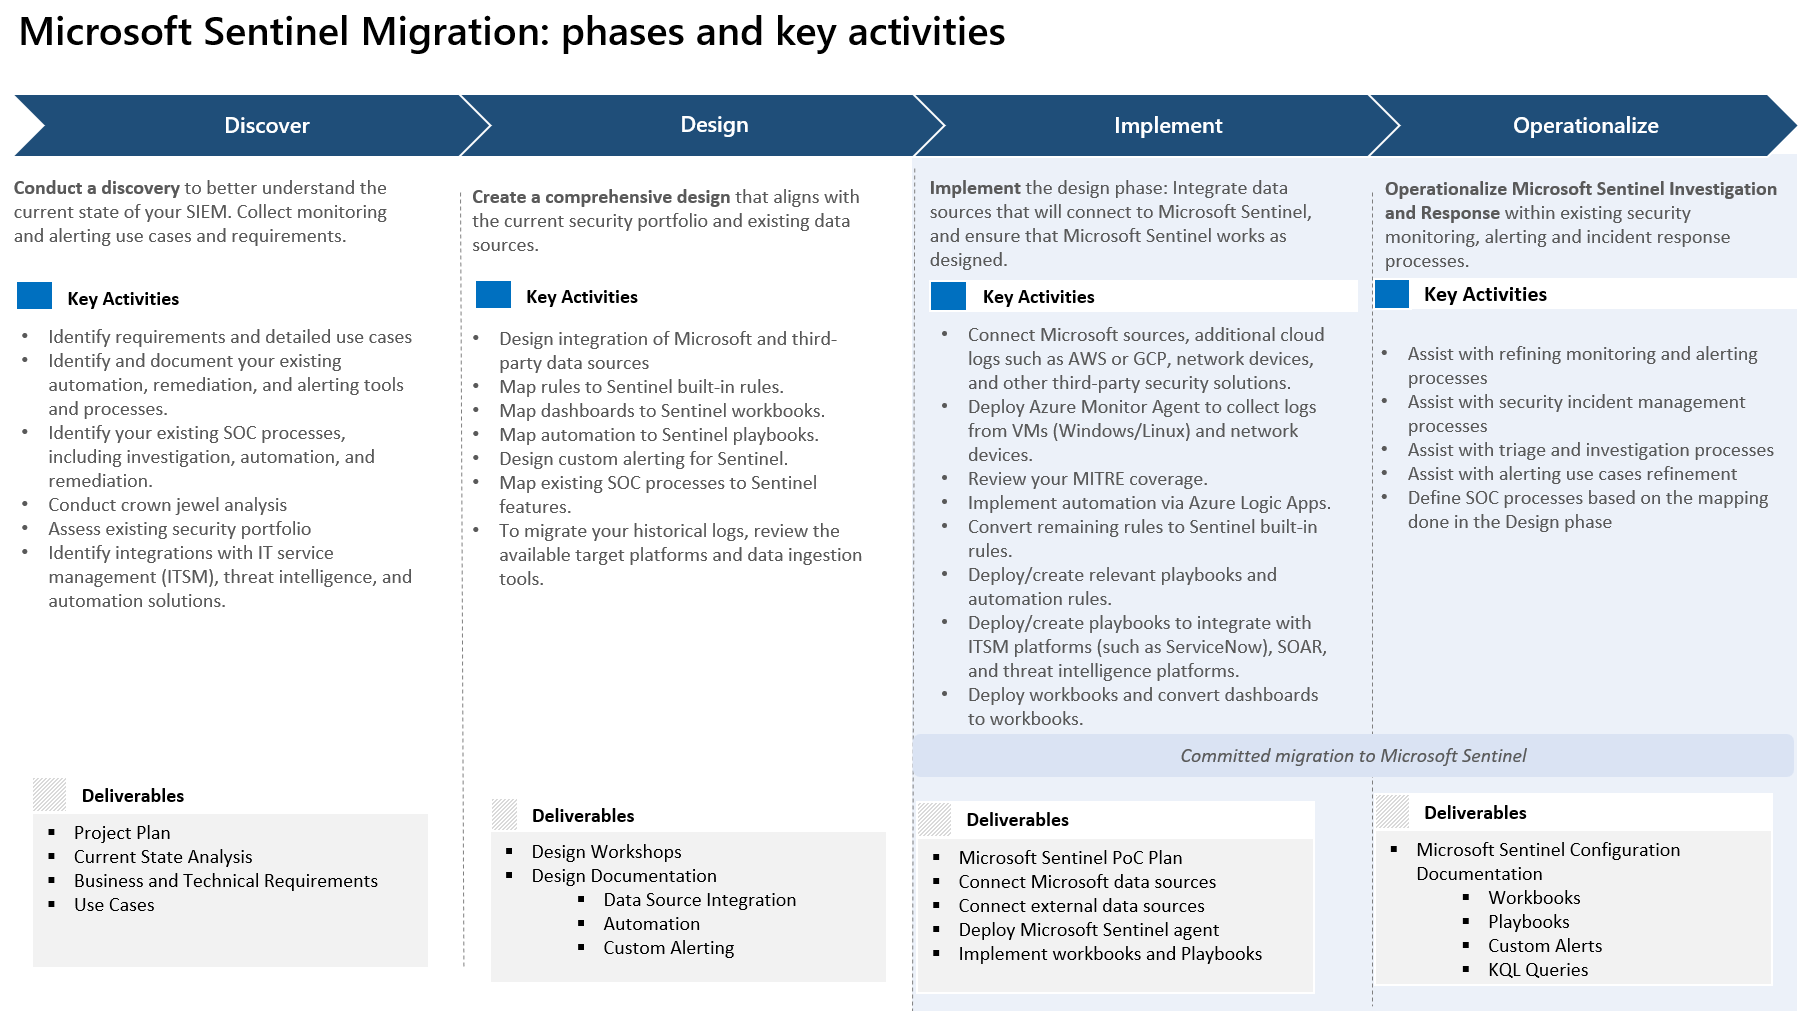 Microsoft Sentinel Migration: phases and key activities
Discover
Design
Implement
Operationalize
Conduct a discovery to better understand the
current state of your SIEM. Collect monitoring
and alerting use cases and requirements.
Key Activities
• Identify requirements and detailed use cases
• Identify and document your existing
automation, remediation, and alerting tools
and processes.
• Identify your existing SOC processes,
including investigation, automation, and
remediation.
• Conduct crown jewel analysis
• Assess existing security portfolio
• Identify integrations with IT service
management (ITSM), threat intelligence, and
automation solutions.
Deliverables
▪ Project Plan
▪ Current State Analysis
▪ Business and Technical Requirements
▪ Use Cases
Create a comprehensive design that aligns with
the current security portfolio and existing data
sources.
Key Activities
• Design integration of Microsoft and third-
party data sources
• Map rules to Sentinel built-in rules.
• Map dashboards to Sentinel workbooks.
• Map automation to Sentinel playbooks.
• Design custom alerting for Sentinel.
• Map existing SOC processes to Sentinel
features.
• To migrate your historical logs, review the
available target platforms and data ingestion
tools.
Deliverables
▪ Design Workshops
▪ Design Documentation
▪ Data Source Integration
▪ Automation
▪ Custom Alerting
Implement the design phase: Integrate data
sources that will connect to Microsoft Sentinel,
and ensure that Microsoft Sentinel works as
designed.
Key Activities
• Connect Microsoft sources, additional cloud
logs such as AWS or GCP, network devices,
and other third-party security solutions.
• Deploy Azure Monitor Agent to collect logs
from VMs (Windows/Linux) and network
devices.
• Review your MITRE coverage.
• Implement automation via Azure Logic Apps.
• Convert remaining rules to Sentinel built-in
rules.
• Deploy/create relevant playbooks and
automation rules.
• Deploy/create playbooks to integrate with
ITSM platforms (such as ServiceNow), SOAR,
and threat intelligence platforms.
• Deploy workbooks and convert dashboards
to workbooks.
Committed migration to Microsoft Sentinel
Deliverables
▪ Microsoft Sentinel PoC Plan
▪ Connect Microsoft data sources
▪ Connect external data sources
▪ Deploy Microsoft Sentinel agent
▪ Implement workbooks and Playbooks
Operationalize Microsoft Sentinel Investigation
and Response within existing security
monitoring, alerting and incident response
processes.
Key Activities
• Assist with refining monitoring and alerting
processes
• Assist with security incident management
processes
• Assist with triage and investigation processes
• Assist with alerting use cases refinement
• Define SOC processes based on the mapping
done in the Design phase
Deliverables
▪ Microsoft Sentinel Configuration
Documentation
▪ Workbooks
▪ Playbooks
▪ Custom Alerts
▪ KQL Queries